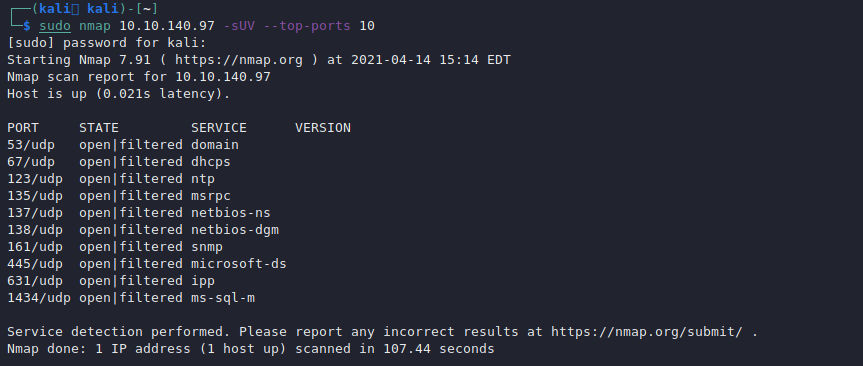 ┌──(kali㉿ kali)-[~]
└─$ sudo nmap 10.10.140.97 -sUV --top-ports 10
[sudo] password for kali:
Starting Nmap 7.91 ( https://nmap.org ) at 2021-04-14 15:14 EDT
Nmap scan report for 10.10.140.97
Host is up (0.021s latency).
PORT     STATE         SERVICE      VERSION
53/udp   open|filtered domain
67/udp   open|filtered dhcps
123/udp  open|filtered ntp
135/udp  open|filtered msrpc
137/udp  open|filtered netbios-ns
138/udp  open|filtered netbios-dgm
161/udp  open|filtered snmp
445/udp  open|filtered microsoft-ds
631/udp  open|filtered ipp
1434/udp open|filtered ms-sql-m
Service detection performed. Please report any incorrect results at https://nmap.org/submit/ .
Nmap done: 1 IP address (1 host up) scanned in 107.44 seconds